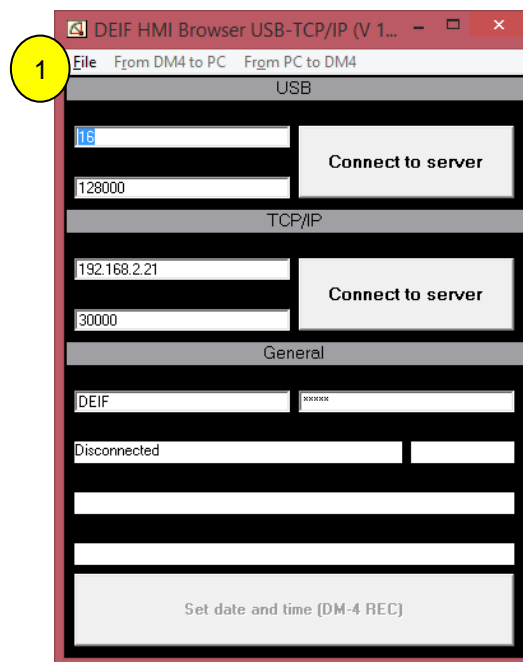 DEIF HMI Browser USB-TCP/IP (V 1...
1
File From DM4 to PC From PC to DM4
USB
16
Connect to server
128000
TCP/IP
192.168.2.21
Connect to server
30000
General
DEIF *****
Disconnected
Set date and time (DM-4 REC)